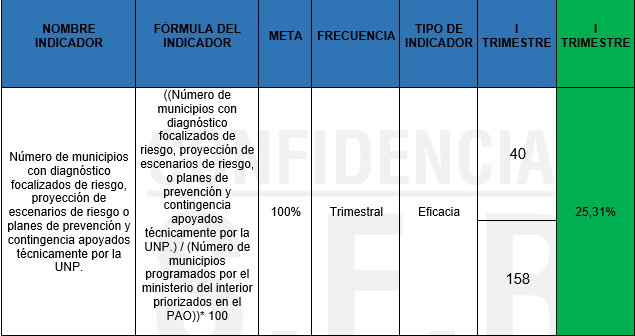 NOMBRE
INDICADOR
FÓRMULA DEL
INDICADOR
META
FRECUENCIA
TIPO DE
INDICADOR
I
TRIMESTRE
I
TRIMESTRE
Número de municipios
con diagnóstico
focalizados de riesgo,
proyección de
escenarios de riesgo o
planes de prevención y
contingencia apoyados
técnicamente por la
UNP.
((Número de
municipios con
diagnóstico
focalizados de
riesgo, proyección de
escenarios de riesgo,
o planes de
prevención y
contingencia
apoyados
técnicamente por la
UNP.) / (Número de
municipios
programados por el
ministerio del interior
priorizados en el
PAO))* 100
100%
Trimestral
Eficacia
40
158
25,31%
CONFIDENCIA